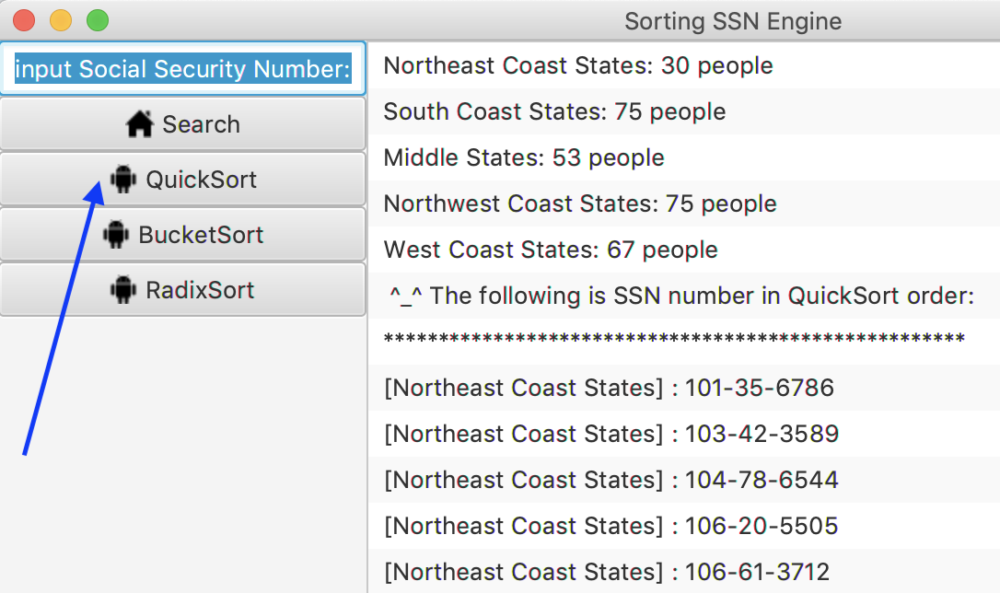 Sorting SSN Engine
input Social Security Number:
Search
QuickSort
BucketSort
RadixSort
Northeast Coast States: 30 people
South Coast States: 75 people
Middle States: 53 people
Northwest Coast States: 75 people
West Coast States: 67 people
^_^ The following is SSN number in QuickSort order:
*****************************************************
[Northeast Coast States] : 101-35-6786
[Northeast Coast States] : 103-42-3589
[Northeast Coast States] : 104-78-6544
[Northeast Coast States] : 106-20-5505
[Northeast Coast States] : 106-61-3712